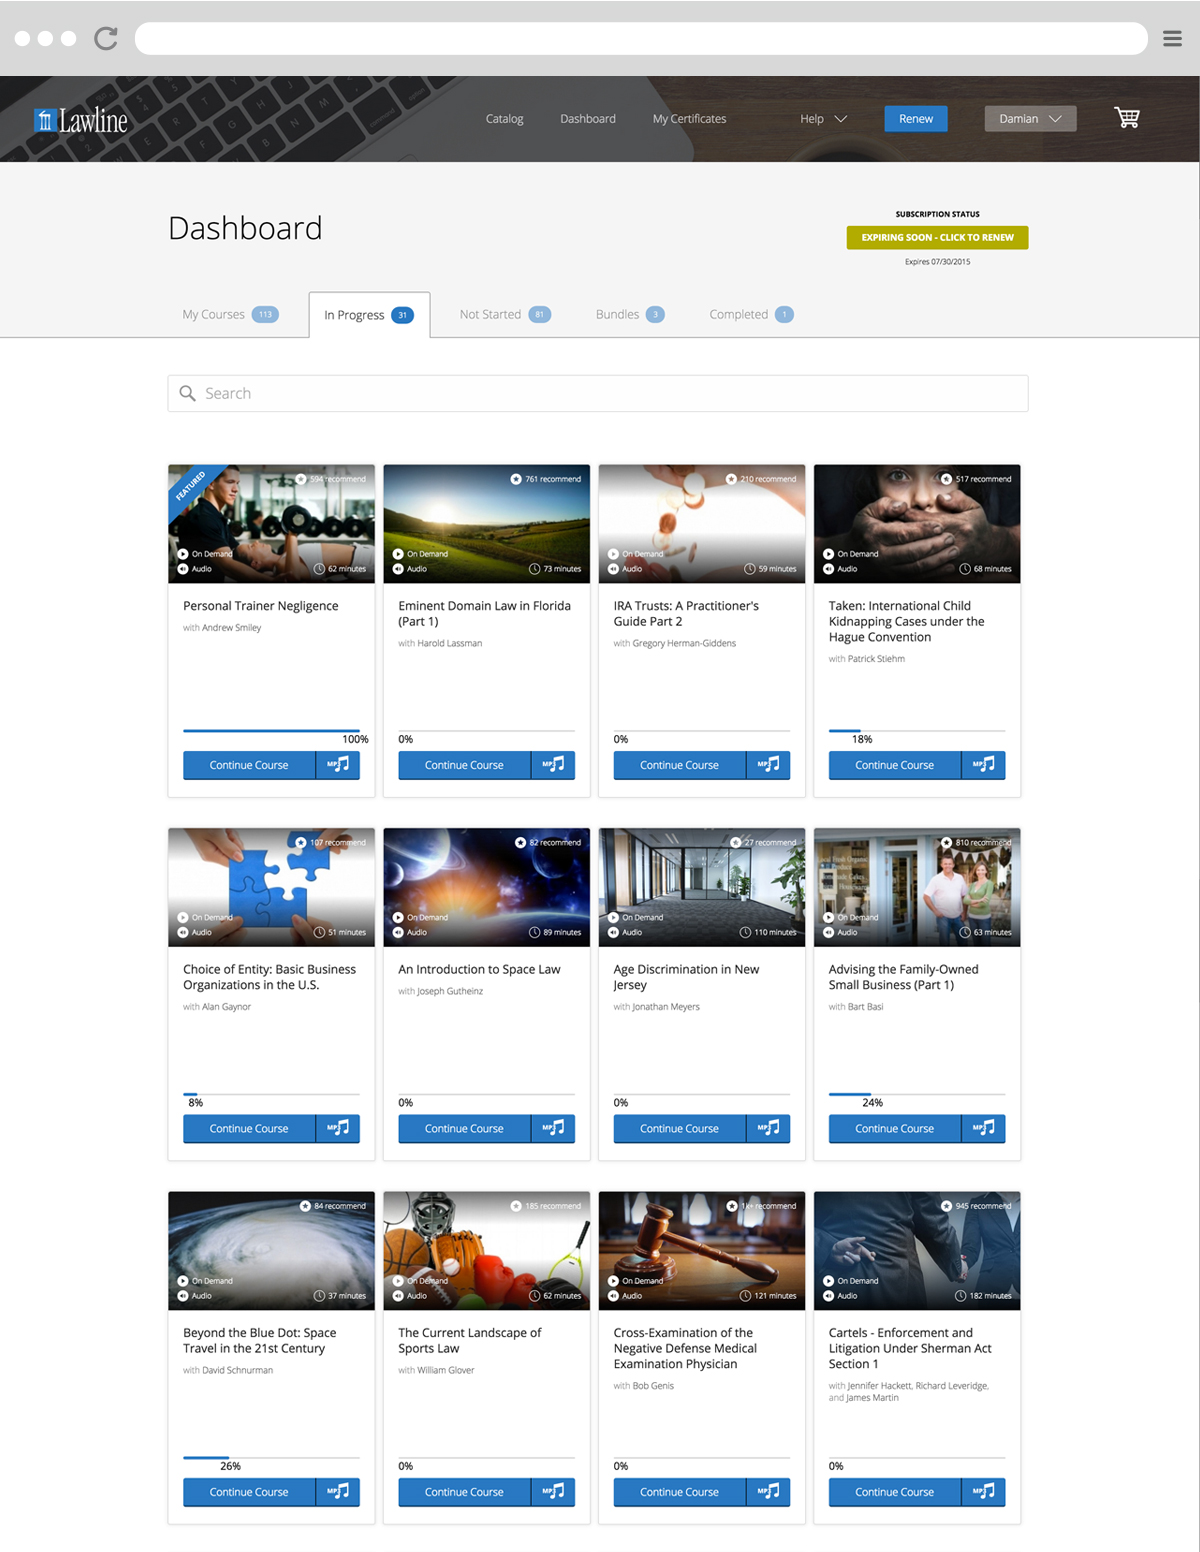 Lawline
Catalog
Dashboard
My Certificates
Help
Renew
Damian
Dashboard
SUBSCRIPTION STATUS
EXPIRING SOON - CLICK TO RENEW
Expires 07/30/2015
My Courses 113
In Progress 31
Not Started 81
Bundles 3
Completed 1
Search
FEATURED
594 recommend
On Demand
Audio
62 minutes
Personal Trainer Negligence
with Andrew Smiley
100%
Continue Course
MP3
761 recommend
On Demand
Audio
73 minutes
Eminent Domain Law in Florida
(Part 1)
with Harold Lassman
0%
Continue Course
MP3
210 recommend
On Demand
Audio
59 minutes
IRA Trusts: A Practitioner's
Guide Part 2
with Gregory Herman-Giddens
0%
Continue Course
MP3
517 recommend
On Demand
Audio
68 minutes
Taken: International Child
Kidnapping Cases under the
Hague Convention
with Patrick Stiehm
18%
Continue Course
MP3
107 recommend
On Demand
Audio
51 minutes
Choice of Entity: Basic Business
Organizations in the U.S.
with Alan Gaynor
8%
Continue Course
MP3
82 recommend
On Demand
Audio
89 minutes
An Introduction to Space Law
with Joseph Gutheinz
0%
Continue Course
MP3
27 recommend
On Demand
Audio
110 minutes
Age Discrimination in New
Jersey
with Jonathan Meyers
0%
Continue Course
MP3
810 recommend
On Demand
Audio
63 minutes
Advising the Family-Owned
Small Business (Part 1)
with Bart Basi
24%
Continue Course
MP3
84 recommend
On Demand
Audio
37 minutes
Beyond the Blue Dot: Space
Travel in the 21st Century
with David Schnurman
26%
Continue Course
MP3
185 recommend
On Demand
Audio
62 minutes
The Current Landscape of
Sports Law
with William Glover
0%
Continue Course
MP3
1k+ recommend
On Demand
Audio
121 minutes
Cross-Examination of the
Negative Defense Medical
Examination Physician
with Bob Genis
0%
Continue Course
MP3
945 recommend
On Demand
Audio
182 minutes
Cartels - Enforcement and
Litigation Under Sherman Act
Section 1
with Jennifer Hackett, Richard Leveridge,
and James Martin
0%
Continue Course
MP3